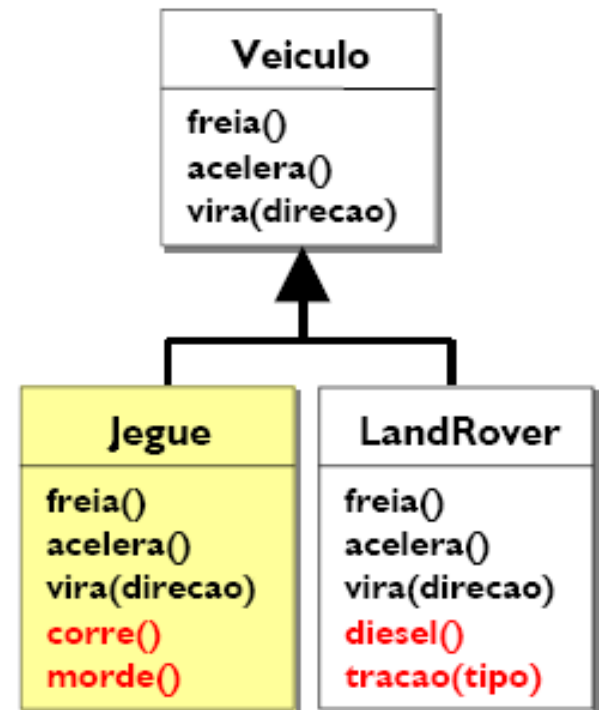 Veiculo
freia()
acelera()
vira(direcao)
Jegue
freia()
acelera()
vira(direcao)
corre()
morde()
LandRover
freia()
acelera()
vira(direcao)
diesel()
tracao(tipo)